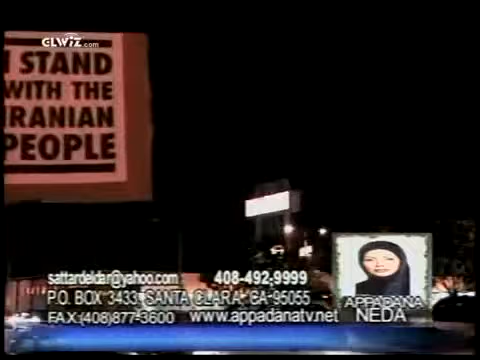 GLWiZ.com
I STAND
WITH THE
IRANIAN
PEOPLE
sattardeldar@yahoo.com 408-492-9999
P.O. BOX 3433, SANTA CLARA, CA 95055
FAX:(408)877-3600 www.appadanatv.net
APPADANA
NEDA